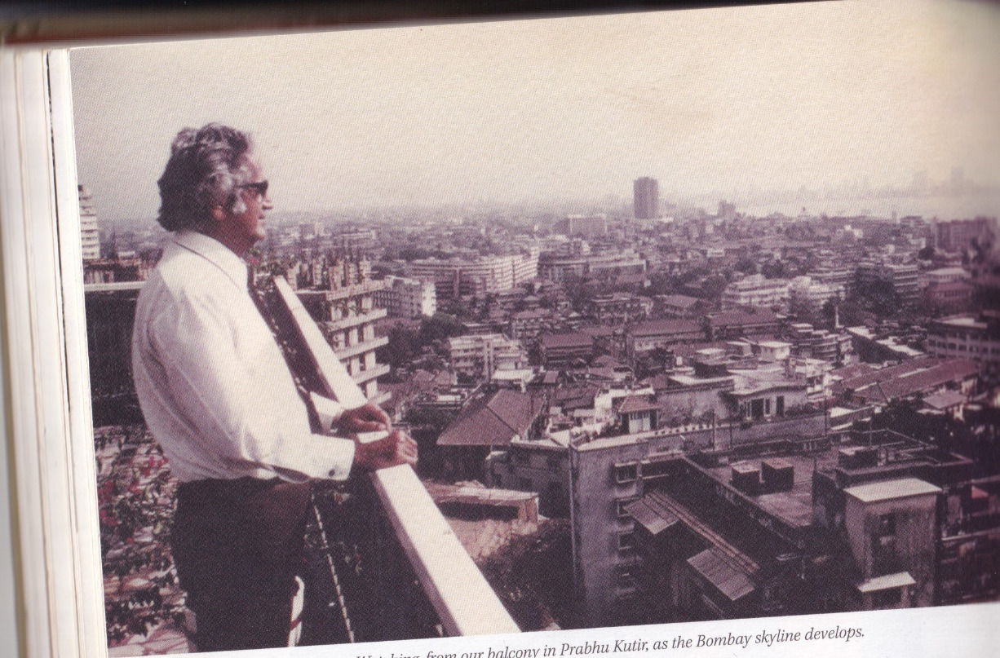 Watching, from our balcony in Prabhu Kutir, as the Bombay skyline develops.